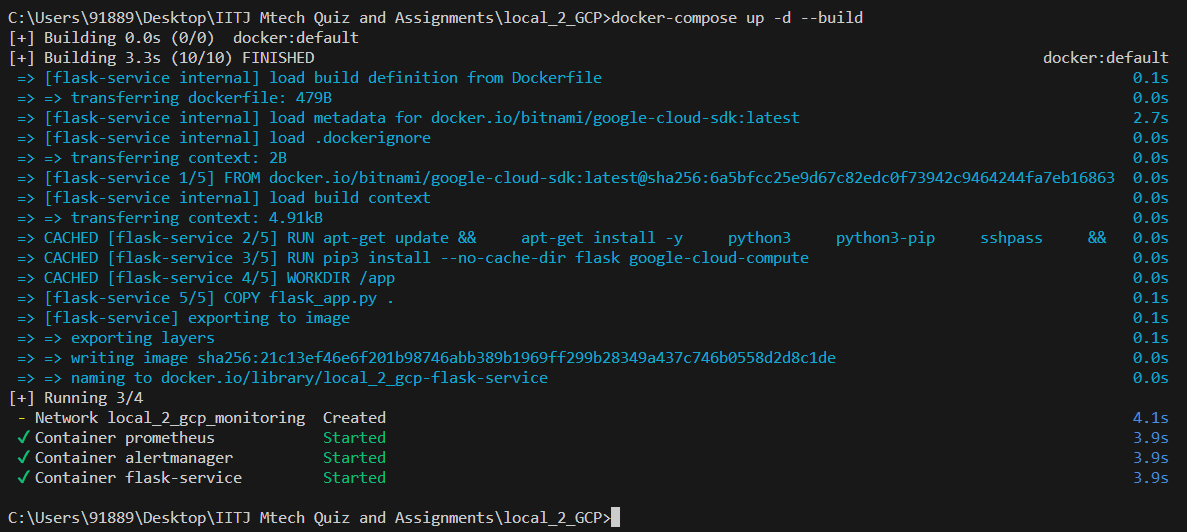 C:\Users\91889\Desktop\IITJ Mtech Quiz and Assignments\local_2_GCP>docker-compose up -d --build
[+] Building 0.0s (0/0)  docker:default
[+] Building 3.3s (10/10) FINISHED docker:default
=> [flask-service internal] load build definition from Dockerfile 0.1s
=> => transferring dockerfile: 479B 0.0s
=> [flask-service internal] load metadata for docker.io/bitnami/google-cloud-sdk:latest 2.7s
=> [flask-service internal] load .dockerignore 0.0s
=> => transferring context: 2B 0.0s
=> [flask-service 1/5] FROM docker.io/bitnami/google-cloud-sdk:latest@sha256:6a5bfcc25e9d67c82edc0f73942c9464244fa7eb16863 0.0s
=> [flask-service internal] load build context 0.0s
=> => transferring context: 4.91kB 0.0s
=> CACHED [flask-service 2/5] RUN apt-get update &&     apt-get install -y     python3     python3-pip     sshpass     && 0.0s
=> CACHED [flask-service 3/5] RUN pip3 install --no-cache-dir flask google-cloud-compute 0.0s
=> CACHED [flask-service 4/5] WORKDIR /app 0.0s
=> [flask-service 5/5] COPY flask_app.py . 0.1s
=> [flask-service] exporting to image 0.1s
=> => exporting layers 0.1s
=> => writing image sha256:21c13ef46e6f201b98746abb389b1969ff299b28349a437c746b0558d2d8c1de 0.0s
=> => naming to docker.io/library/local_2_gcp-flask-service 0.0s
[+] Running 3/4
- Network local_2_gcp_monitoring  Created 4.1s
✓ Container prometheus Started 3.9s
✓ Container alertmanager Started 3.9s
✓ Container flask-service Started 3.9s
C:\Users\91889\Desktop\IITJ Mtech Quiz and Assignments\local_2_GCP>